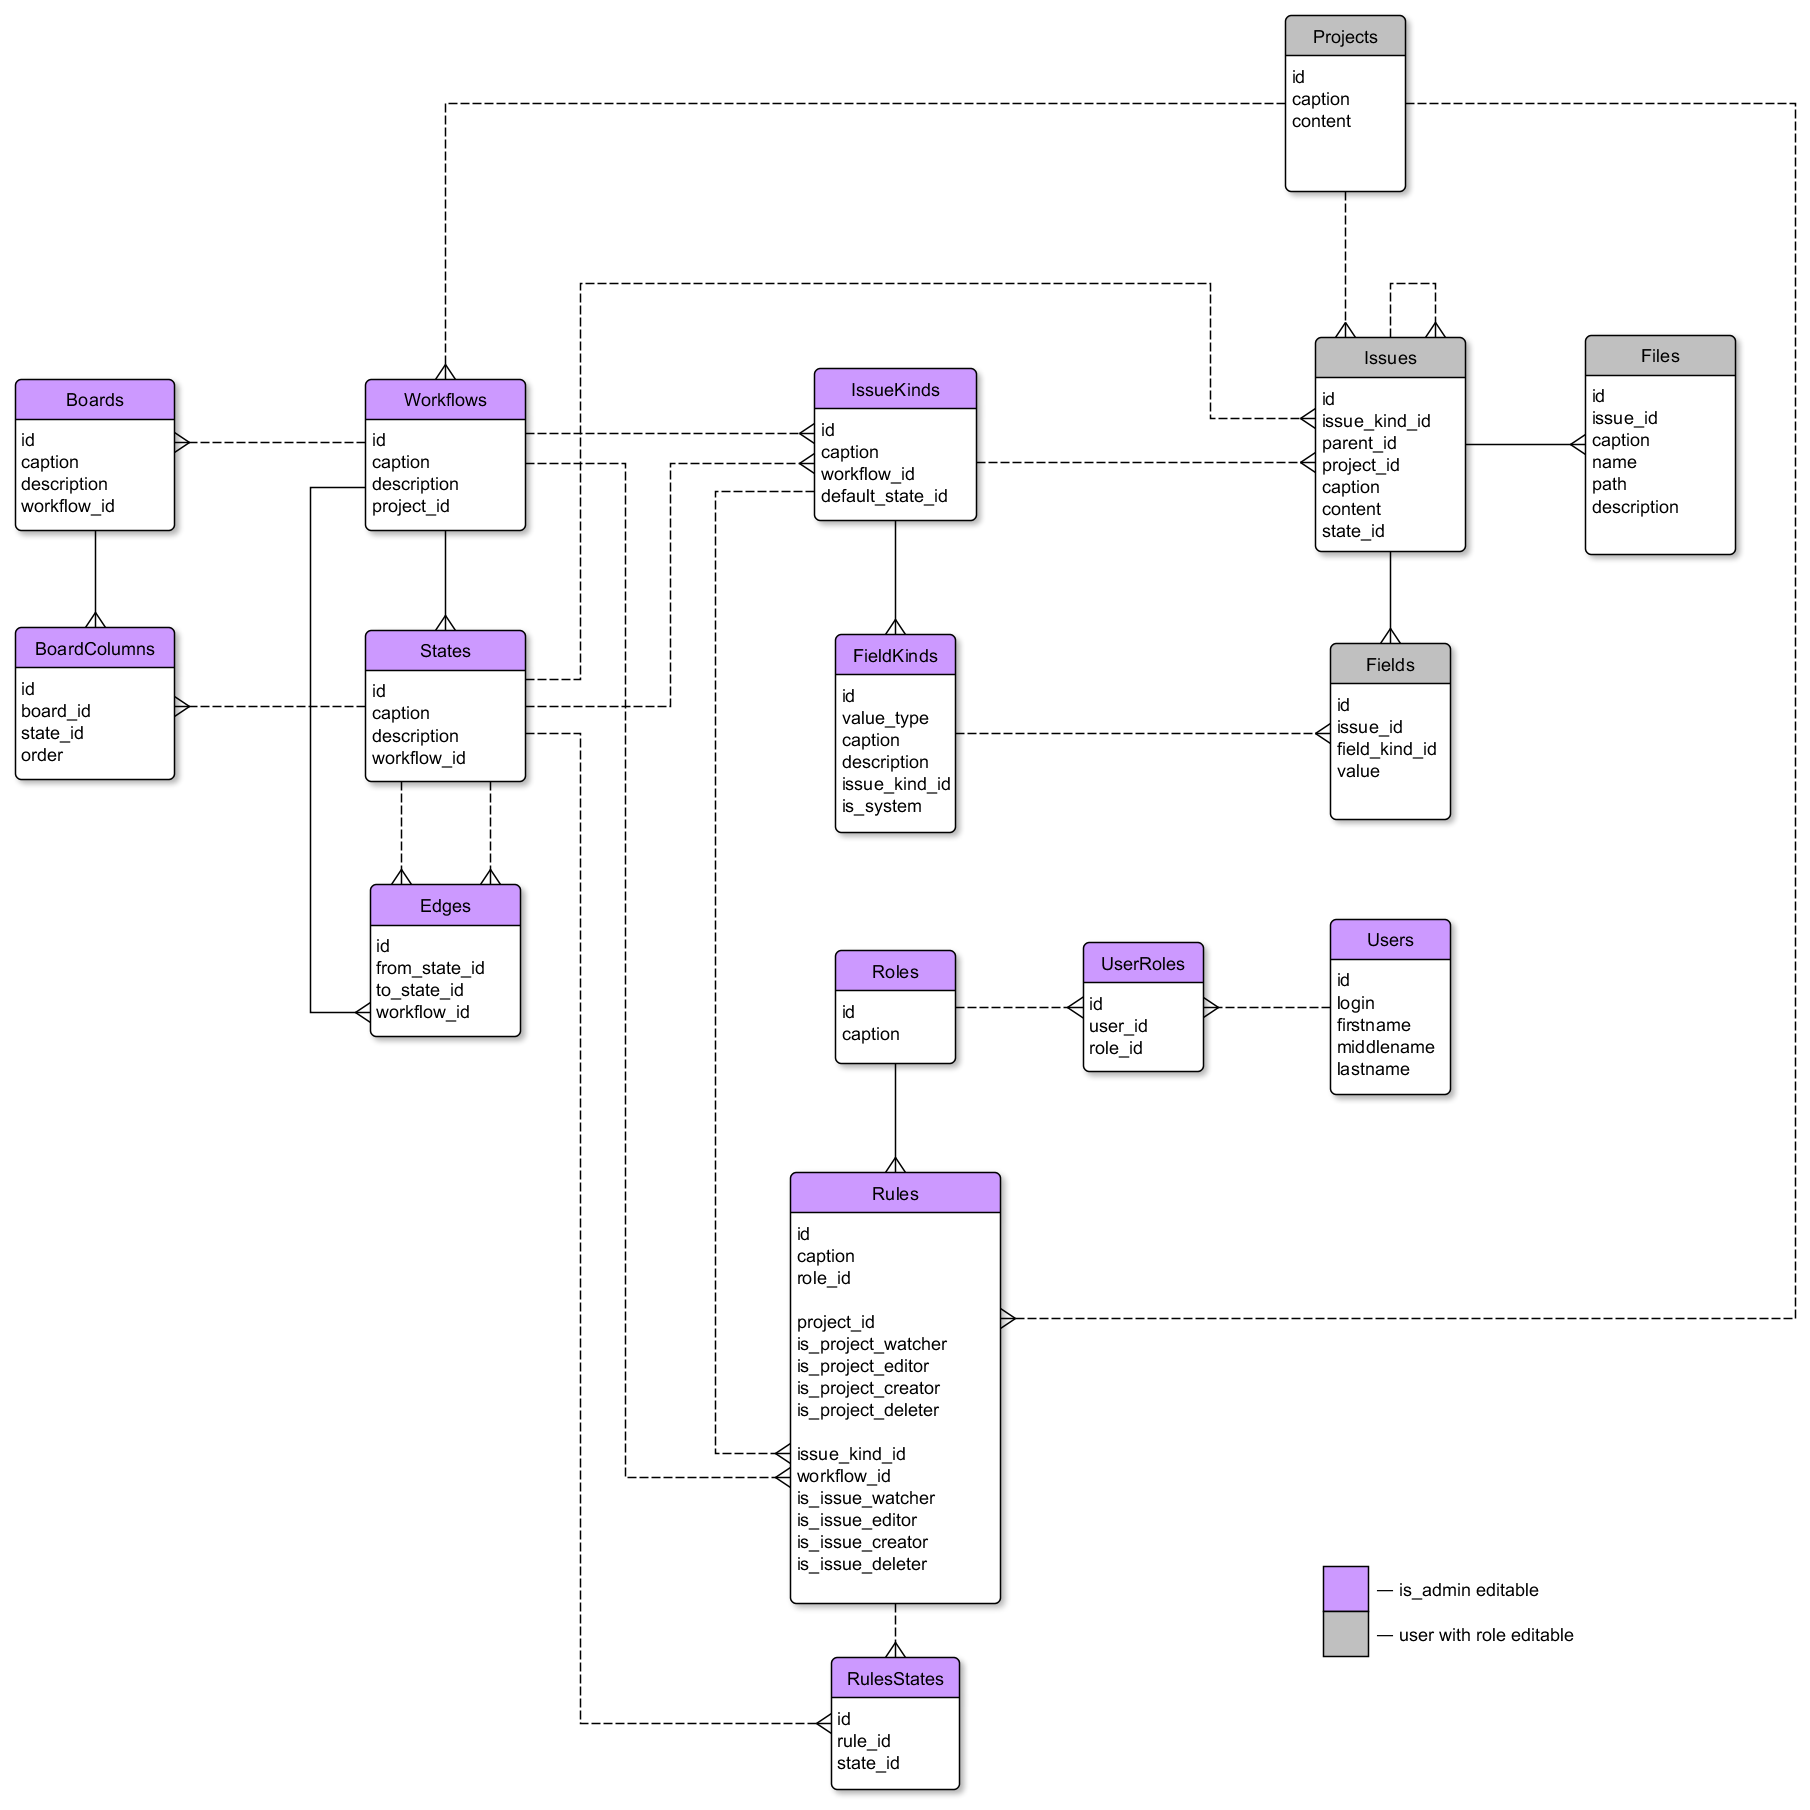 Projects
id
caption
content
Boards
id
caption
description
workflow_id
Workflows
id
caption
description
project_id
IssueKinds
id
caption
workflow_id
default_state_id
Issues
id
issue_kind_id
parent_id
project_id
caption
content
state_id
Files
id
issue_id
caption
name
path
description
BoardColumns
id
board_id
state_id
order
States
id
caption
description
workflow_id
FieldKinds
id
value_type
caption
description
issue_kind_id
is_system
Fields
id
issue_id
field_kind_id
value
Edges
id
from_state_id
to_state_id
workflow_id
Roles
id
caption
UserRoles
id
user_id
role_id
Users
id
login
firstname
middlename
lastname
Rules
id
caption
role_id
project_id
is_project_watcher
is_project_editor
is_project_creator
is_project_deleter
issue_kind_id
workflow_id
is_issue_watcher
is_issue_editor
is_issue_creator
is_issue_deleter
— is_admin editable
— user with role editable
RulesStates
id
rule_id
state_id